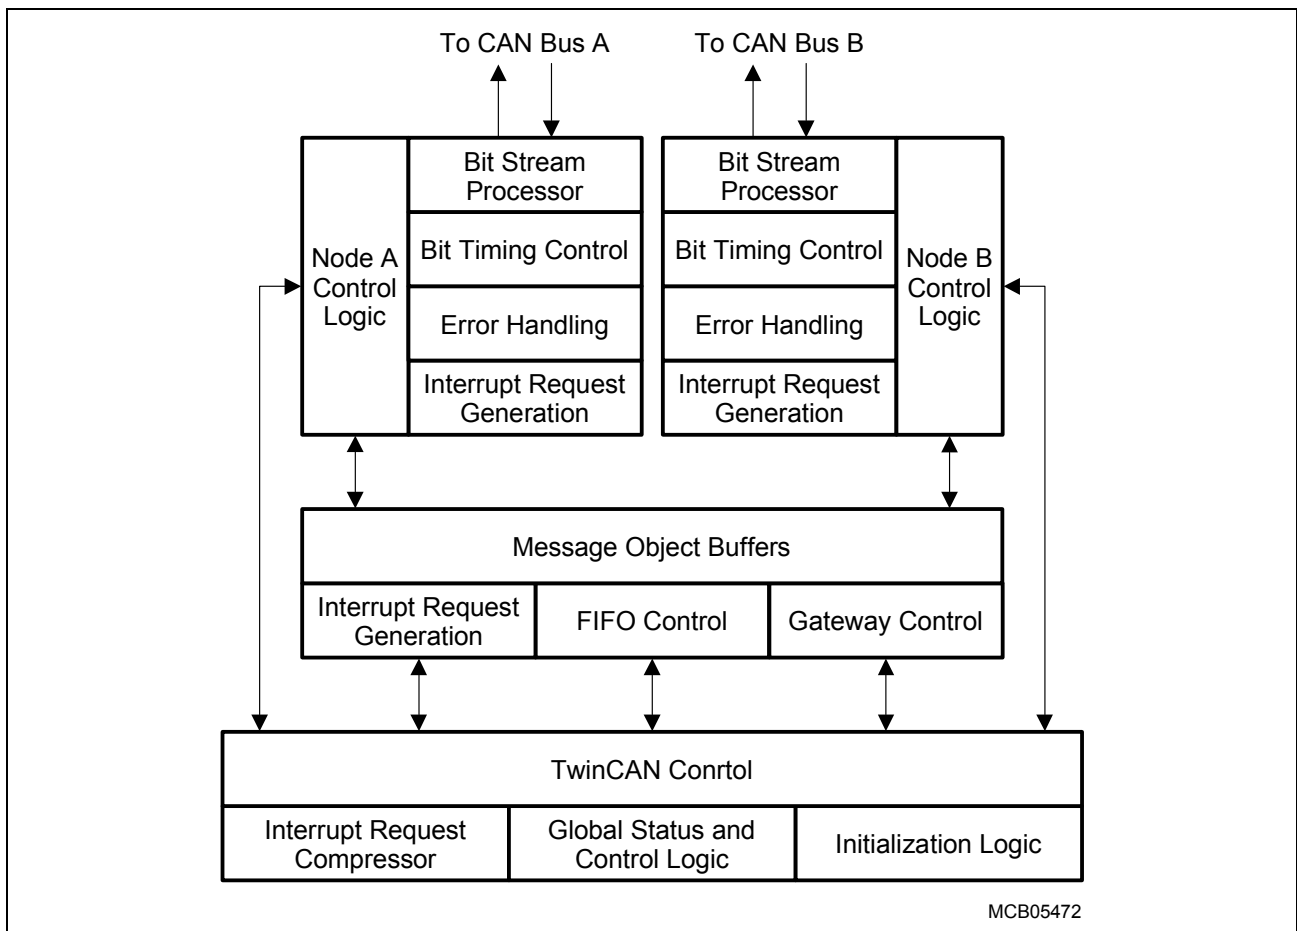 To CAN Bus A
To CAN Bus B
Node A
Control
Logic
Bit Stream
Processor
Bit Timing Control
Error Handling
Interrupt Request
Generation
Bit Stream
Processor
Bit Timing Control
Error Handling
Interrupt Request
Generation
Node B
Control
Logic
Message Object Buffers
Interrupt Request
Generation
FIFO Control
Gateway Control
TwinCAN Conrtol
Interrupt Request
Compressor
Global Status and
Control Logic
Initialization Logic
MCB05472